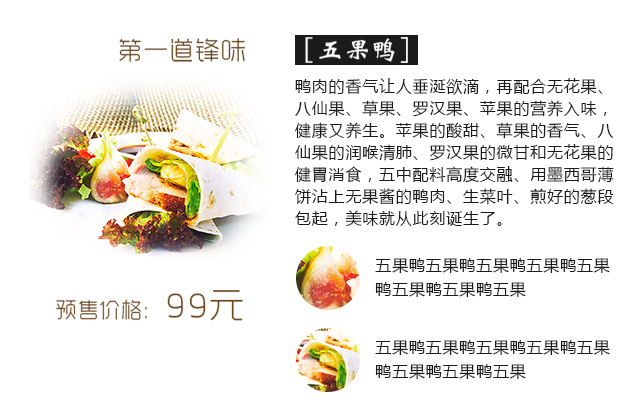 第一道锋味
[五果鸭]
鸭肉的香气让人垂涎欲滴，再配合无花果、
八仙果、草果、罗汉果、苹果的营养入味，
健康又养生。苹果的酸甜、草果的香气、八
仙果的润喉清肺、罗汉果的微甘和无花果的
健胃消食，五中配料高度交融、用墨西哥薄
饼沾上无果酱的鸭肉、生菜叶、煎好的葱段
包起，美味就从此刻诞生了。
预售价格：99元
五果鸭五果鸭五果鸭五果鸭五果
鸭五果鸭五果鸭五果
五果鸭五果鸭五果鸭五果鸭五果
鸭五果鸭五果鸭五果